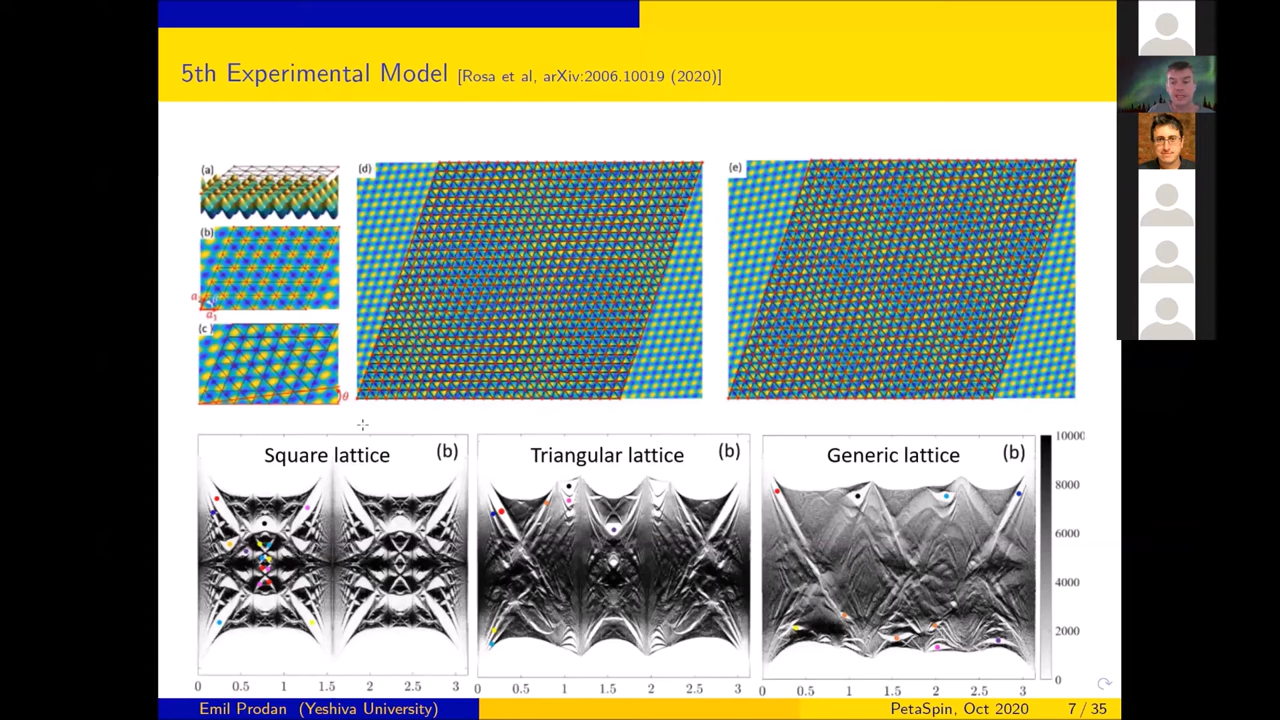 5th Experimental Model [Rosa et al, arXiv:2006.10019 (2020)]
(a)
(b)
a1
(c)
θ
(d)
(e)
Square lattice (b)
Triangular lattice (b)
Generic lattice (b)
10000
8000
6000
4000
2000
0
0 0.5 1 1.5 2 2.5 3
0.5 1 1.5 2 2.5 3
0 0.5 1 1.5 2 2.5 3
Emil Prodan (Yeshiva University)
PetaSpin, Oct 2020
7 / 35